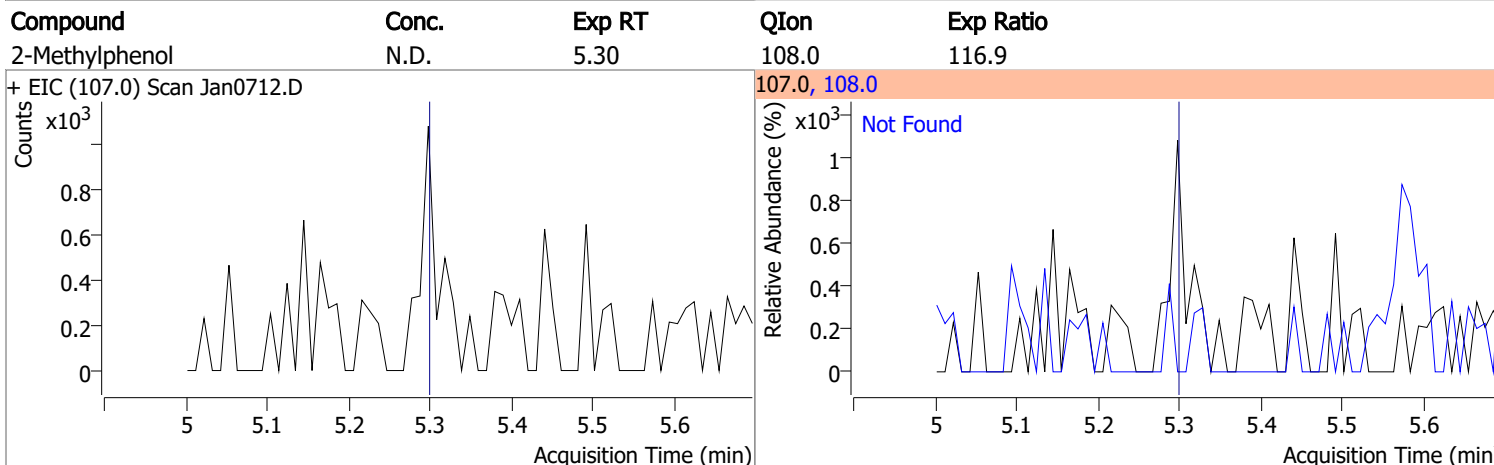 Compound Conc. Exp RT QIon Exp Ratio
2-Methylphenol N.D. 5.30 108.0 116.9
+ EIC (107.0) Scan Jan0712.D
Counts
x10³
0.8
0.6
0.4
0.2
0
5 5.1 5.2 5.3 5.4 5.5 5.6
Acquisition Time (min)
107.0, 108.0
Relative Abundance (%)
x10³
Not Found
1
0.8
0.6
0.4
0.2
0
5 5.1 5.2 5.3 5.4 5.5 5.6
Acquisition Time (min